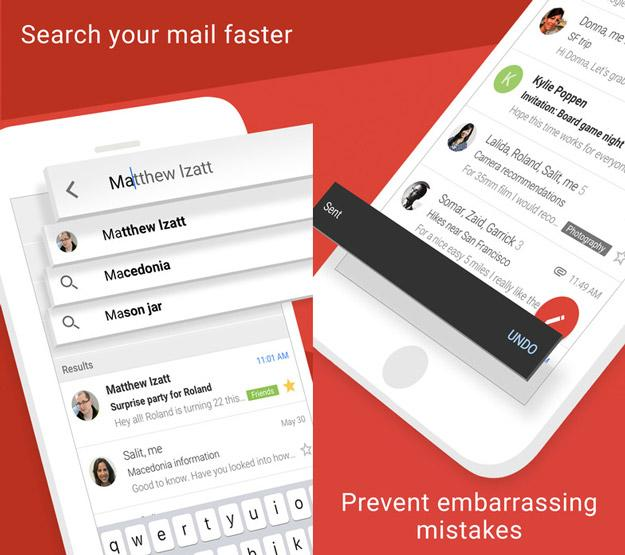 Search your mail faster
Matthew Izatt
Matthew Izatt
Macedonia
Mason jar
Results
11:01 AM
Matthew Izatt
Surprise party for Roland
Hey all! Roland is turning 22 this...
Friends
May 30
Salit, me
Macedonia information
Good to know. Have you looked into how...
q w e r t y u i o
h j k
Donna, me
SF trip
Hi Donna, Let's
K
Kylie Poppen
Invitation: Board game night
Hope this time works for everyone
Lalida, Roland, Salit, me 5
Camera recommendations
For 35mm film I would reco...
Photography
Somar, Zaid, Garrick 3
11:49 AM
Hikes near San Francisco
For a nice easy 5 miles I really like the
Sent
UNDO
Prevent embarrassing
mistakes